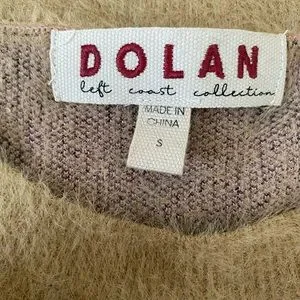 DOLAN
left coast collection
MADE IN
CHINA
S